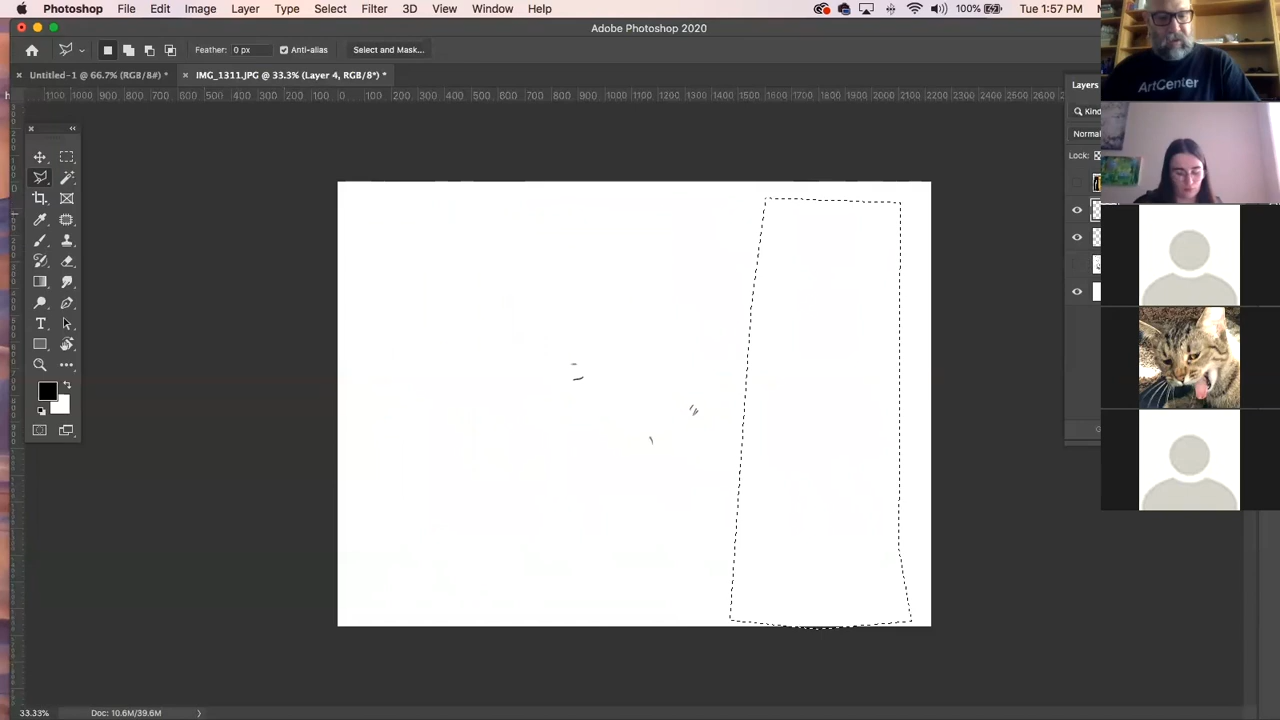 Photoshop File Edit Image Layer Type Select Filter 3D View Plug-ins Window Help 100% Tue 1:57 PM
Adobe Photoshop 2020
Feather: 0 px Anti-alias Select and Mask...
× Untitled-1 @ 66.7% (RGB/8#) * × IMG_1311.JPG @ 33.3% (Layer 4, RGB/8*) *
1100 1000 900 800 700 600 500 400 300 200 100 0 100 200 300 400 500 600 700 800 900 1000 1100 1200 1300 1400 1500 1600 1700 1800 1900 2000 2100 2200 2300 2400 2500 2600
Layers
Kin
Normal
Lock:
T
ArtCenter
33.33% Doc: 10.6M/39.6M